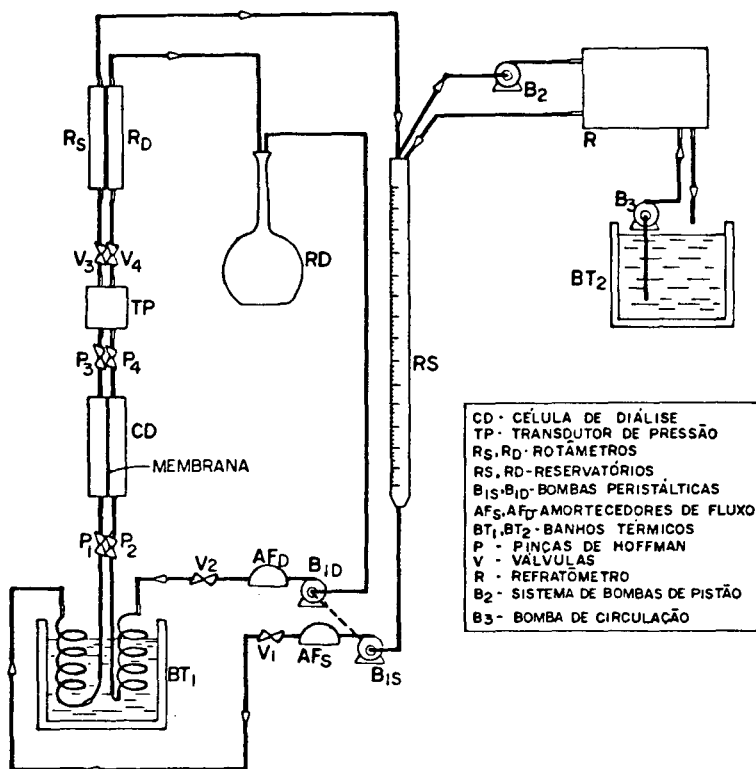 B2
R
RS RD
RD
B3
V3 V4
BT2
TP
P3 P4
RS
CD
MEMBRANA
P1 P2
V2
AFD
B1D
BT1
V1
AFS
B1S
CD - CÉLULA DE DIÁLISE
TP - TRANSDUTOR DE PRESSÃO
RS, RD - ROTÂMETROS
RS, RD - RESERVATÓRIOS
B1S, B1D - BOMBAS PERISTÁLTICAS
AFS, AFD - AMORTECEDORES DE FLUXO
BT1, BT2 - BANHOS TÉRMICOS
P - PINÇAS DE HOFFMAN
V - VÁLVULAS
R - REFRATÔMETRO
B2 - SISTEMA DE BOMBAS DE PISTÃO
B3 - BOMBA DE CIRCULAÇÃO